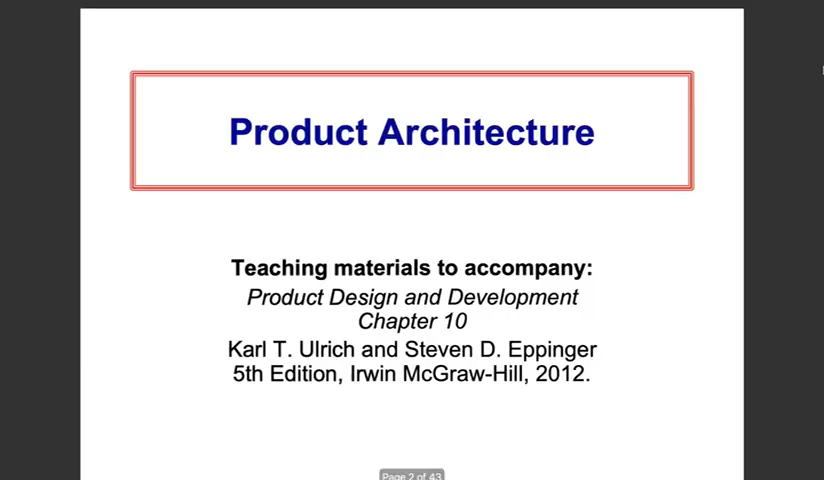 Product Architecture
Teaching materials to accompany:
Product Design and Development
Chapter 10
Karl T. Ulrich and Steven D. Eppinger
5th Edition, Irwin McGraw-Hill, 2012.
Page 2 of 43